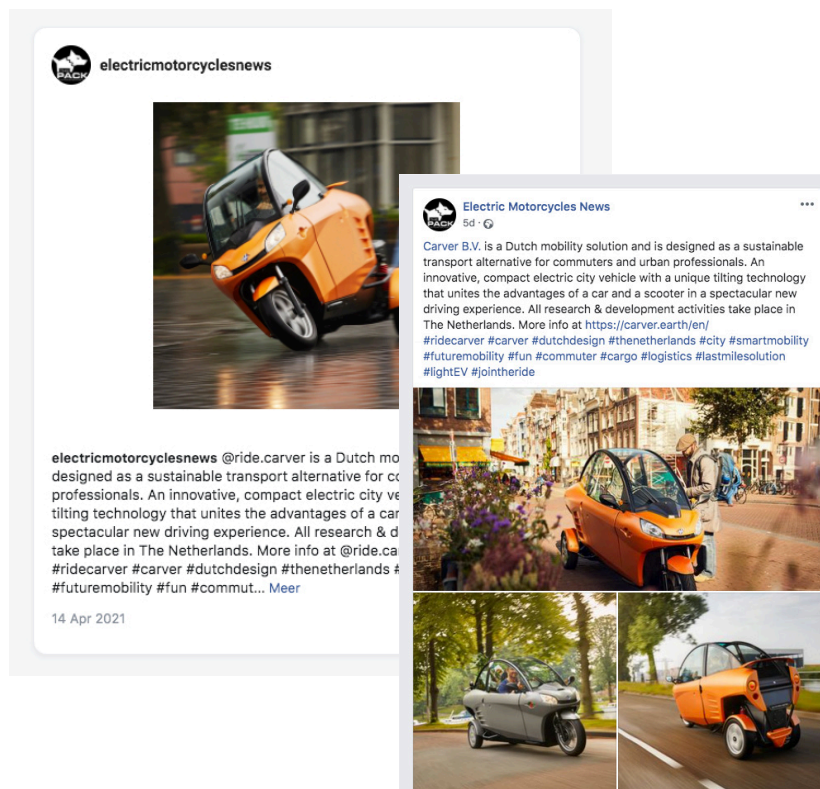 PACK
electricmotorcyclesnews
electricmotorcyclesnews @ride.carver is a Dutch mo
designed as a sustainable transport alternative for co
professionals. An innovative, compact electric city ve
tilting technology that unites the advantages of a car
spectacular new driving experience. All research & d
take place in The Netherlands. More info at @ride.ca
#ridecarver #carver #dutchdesign #thenetherlands #
#futuremobility #fun #commut... Meer
14 Apr 2021
PACK
Electric Motorcycles News
5d ·
Carver B.V. is a Dutch mobility solution and is designed as a sustainable
transport alternative for commuters and urban professionals. An
innovative, compact electric city vehicle with a unique tilting technology
that unites the advantages of a car and a scooter in a spectacular new
driving experience. All research & development activities take place in
The Netherlands. More info at https://carver.earth/en/
#ridecarver #carver #dutchdesign #thenetherlands #city #smartmobility
#futuremobility #fun #commuter #cargo #logistics #lastmilesolution
#lightEV #jointheride